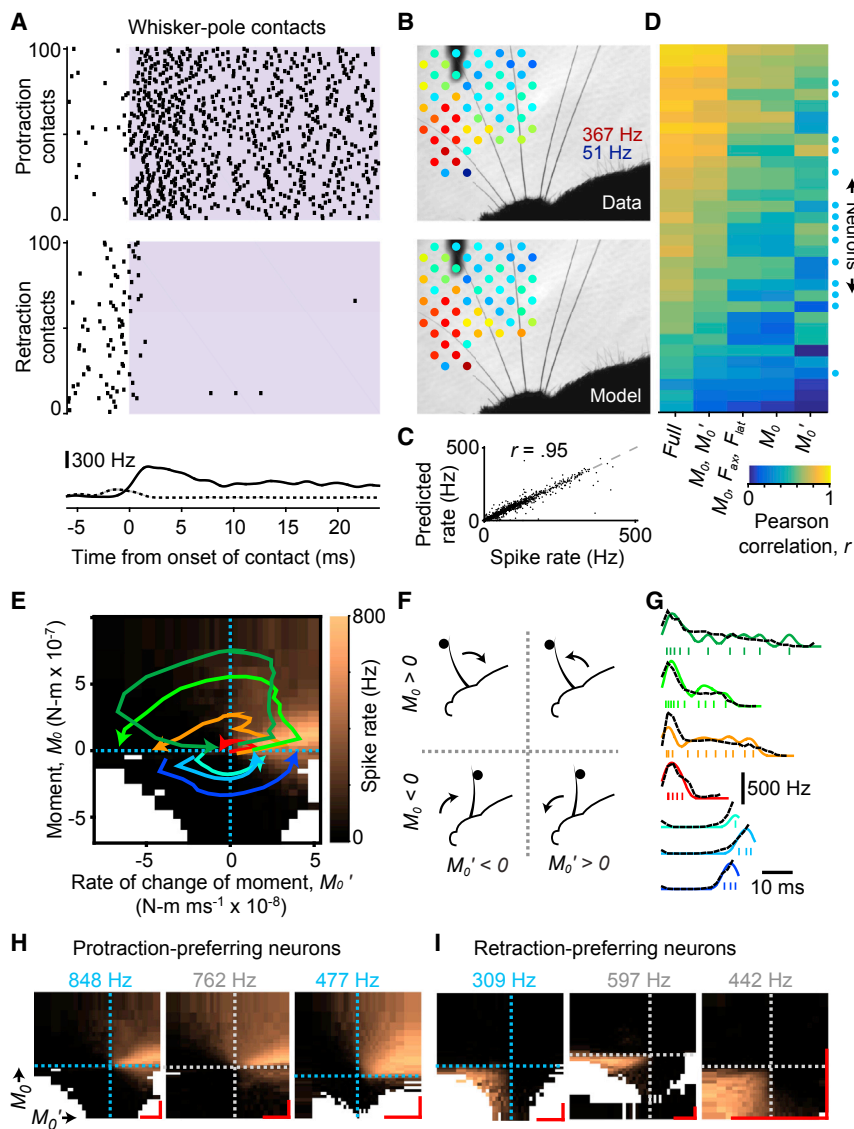 A
Whisker-pole contacts
Protraction
contacts
100
0
Retraction
contacts
100
0
300 Hz
-5 0 5 10 15 20
Time from onset of contact (ms)
B
367 Hz
51 Hz
Data
Model
C
r = .95
Predicted
rate (Hz)
500
0
0 500
Spike rate (Hz)
D
Neurons
Full
M0, M0'
M0, Fax, Flat
M0
M0'
0 1
Pearson
correlation, r
E
Moment, M0 (N-m x 10-7)
5
0
-5
-5 0 5
Rate of change of moment, M0'
(N-m ms-1 x 10-8)
800
0
Spike rate (Hz)
F
M0 > 0
M0 < 0
M0' < 0
M0' > 0
G
500 Hz
10 ms
H
Protraction-preferring neurons
848 Hz 762 Hz 477 Hz
M0
M0'
I
Retraction-preferring neurons
309 Hz 597 Hz 442 Hz